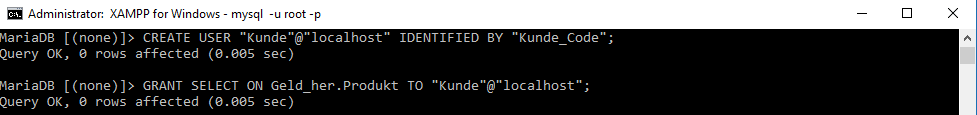 Administrator: XAMPP for Windows - mysql -u root -p
MariaDB [(none)]> CREATE USER "Kunde"@"localhost" IDENTIFIED BY "Kunde_Code";
Query OK, 0 rows affected (0.005 sec)
MariaDB [(none)]> GRANT SELECT ON Geld_her.Produkt TO "Kunde"@"localhost";
Query OK, 0 rows affected (0.005 sec)